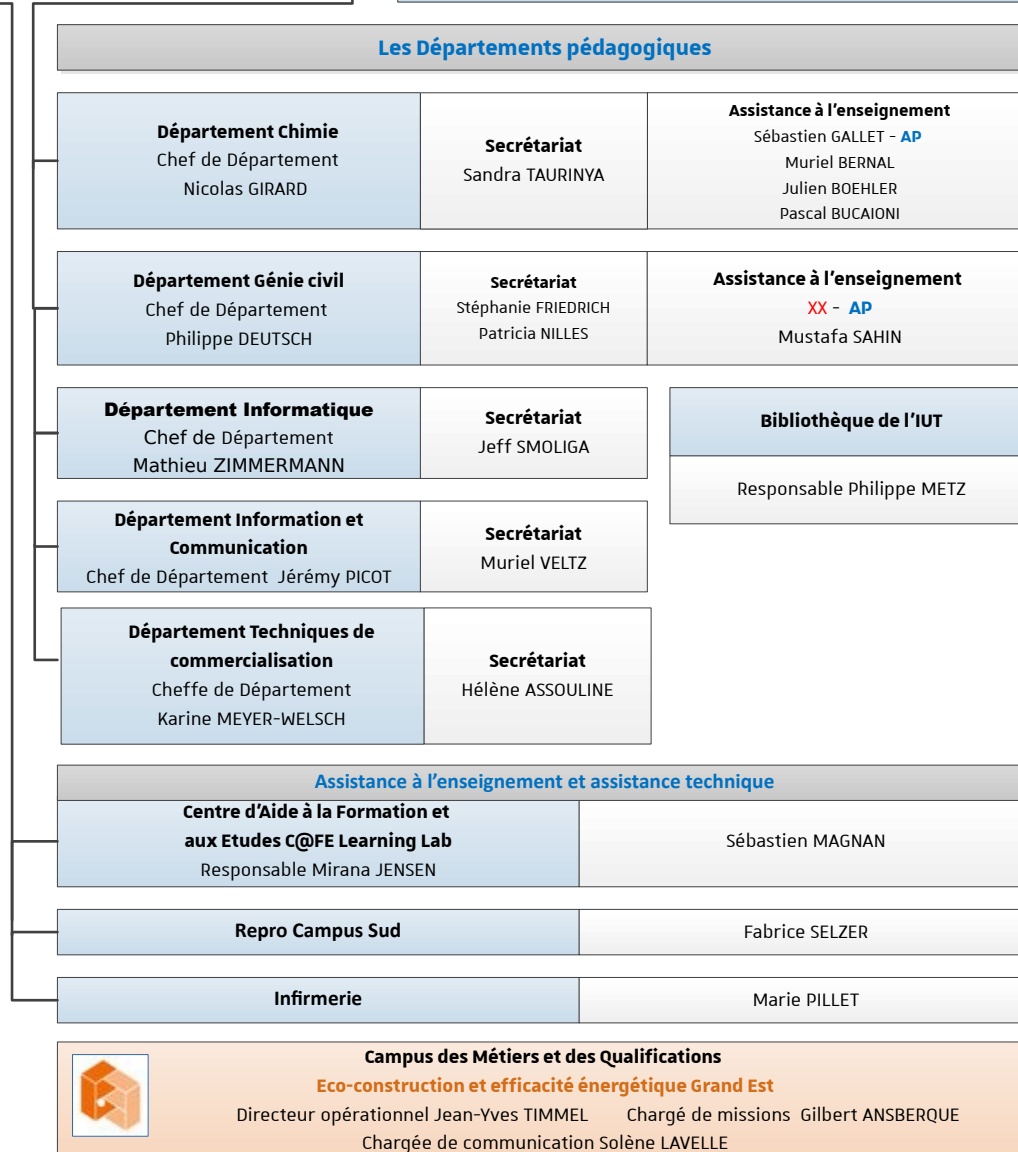 Les Départements pédagogiques
Département Chimie
Chef de Département
Nicolas GIRARD
Secrétariat
Sandra TAURINYA
Assistance à l'enseignement
Sébastien GALLET - AP
Muriel BERNAL
Julien BOEHLER
Pascal BUCAIONI
Département Génie civil
Chef de Département
Philippe DEUTSCH
Secrétariat
Stéphanie FRIEDRICH
Patricia NILLES
Assistance à l'enseignement
XX - AP
Mustafa SAHIN
Département Informatique
Chef de Département
Mathieu ZIMMERMANN
Secrétariat
Jeff SMOLIGA
Bibliothèque de l'IUT
Responsable Philippe METZ
Département Information et
Communication
Chef de Département Jérémy PICOT
Secrétariat
Muriel VELTZ
Département Techniques de
commercialisation
Cheffe de Département
Karine MEYER-WELSCH
Secrétariat
Hélène ASSOULINE
Assistance à l'enseignement et assistance technique
Centre d'Aide à la Formation et
aux Etudes C@FE Learning Lab
Responsable Mirana JENSEN
Sébastien MAGNAN
Repro Campus Sud
Fabrice SELZER
Infirmerie
Marie PILLET
Campus des Métiers et des Qualifications
Eco-construction et efficacité énergétique Grand Est
Directeur opérationnel Jean-Yves TIMMEL Chargé de missions Gilbert ANSBERQUE
Chargée de communication Solène LAVELLE